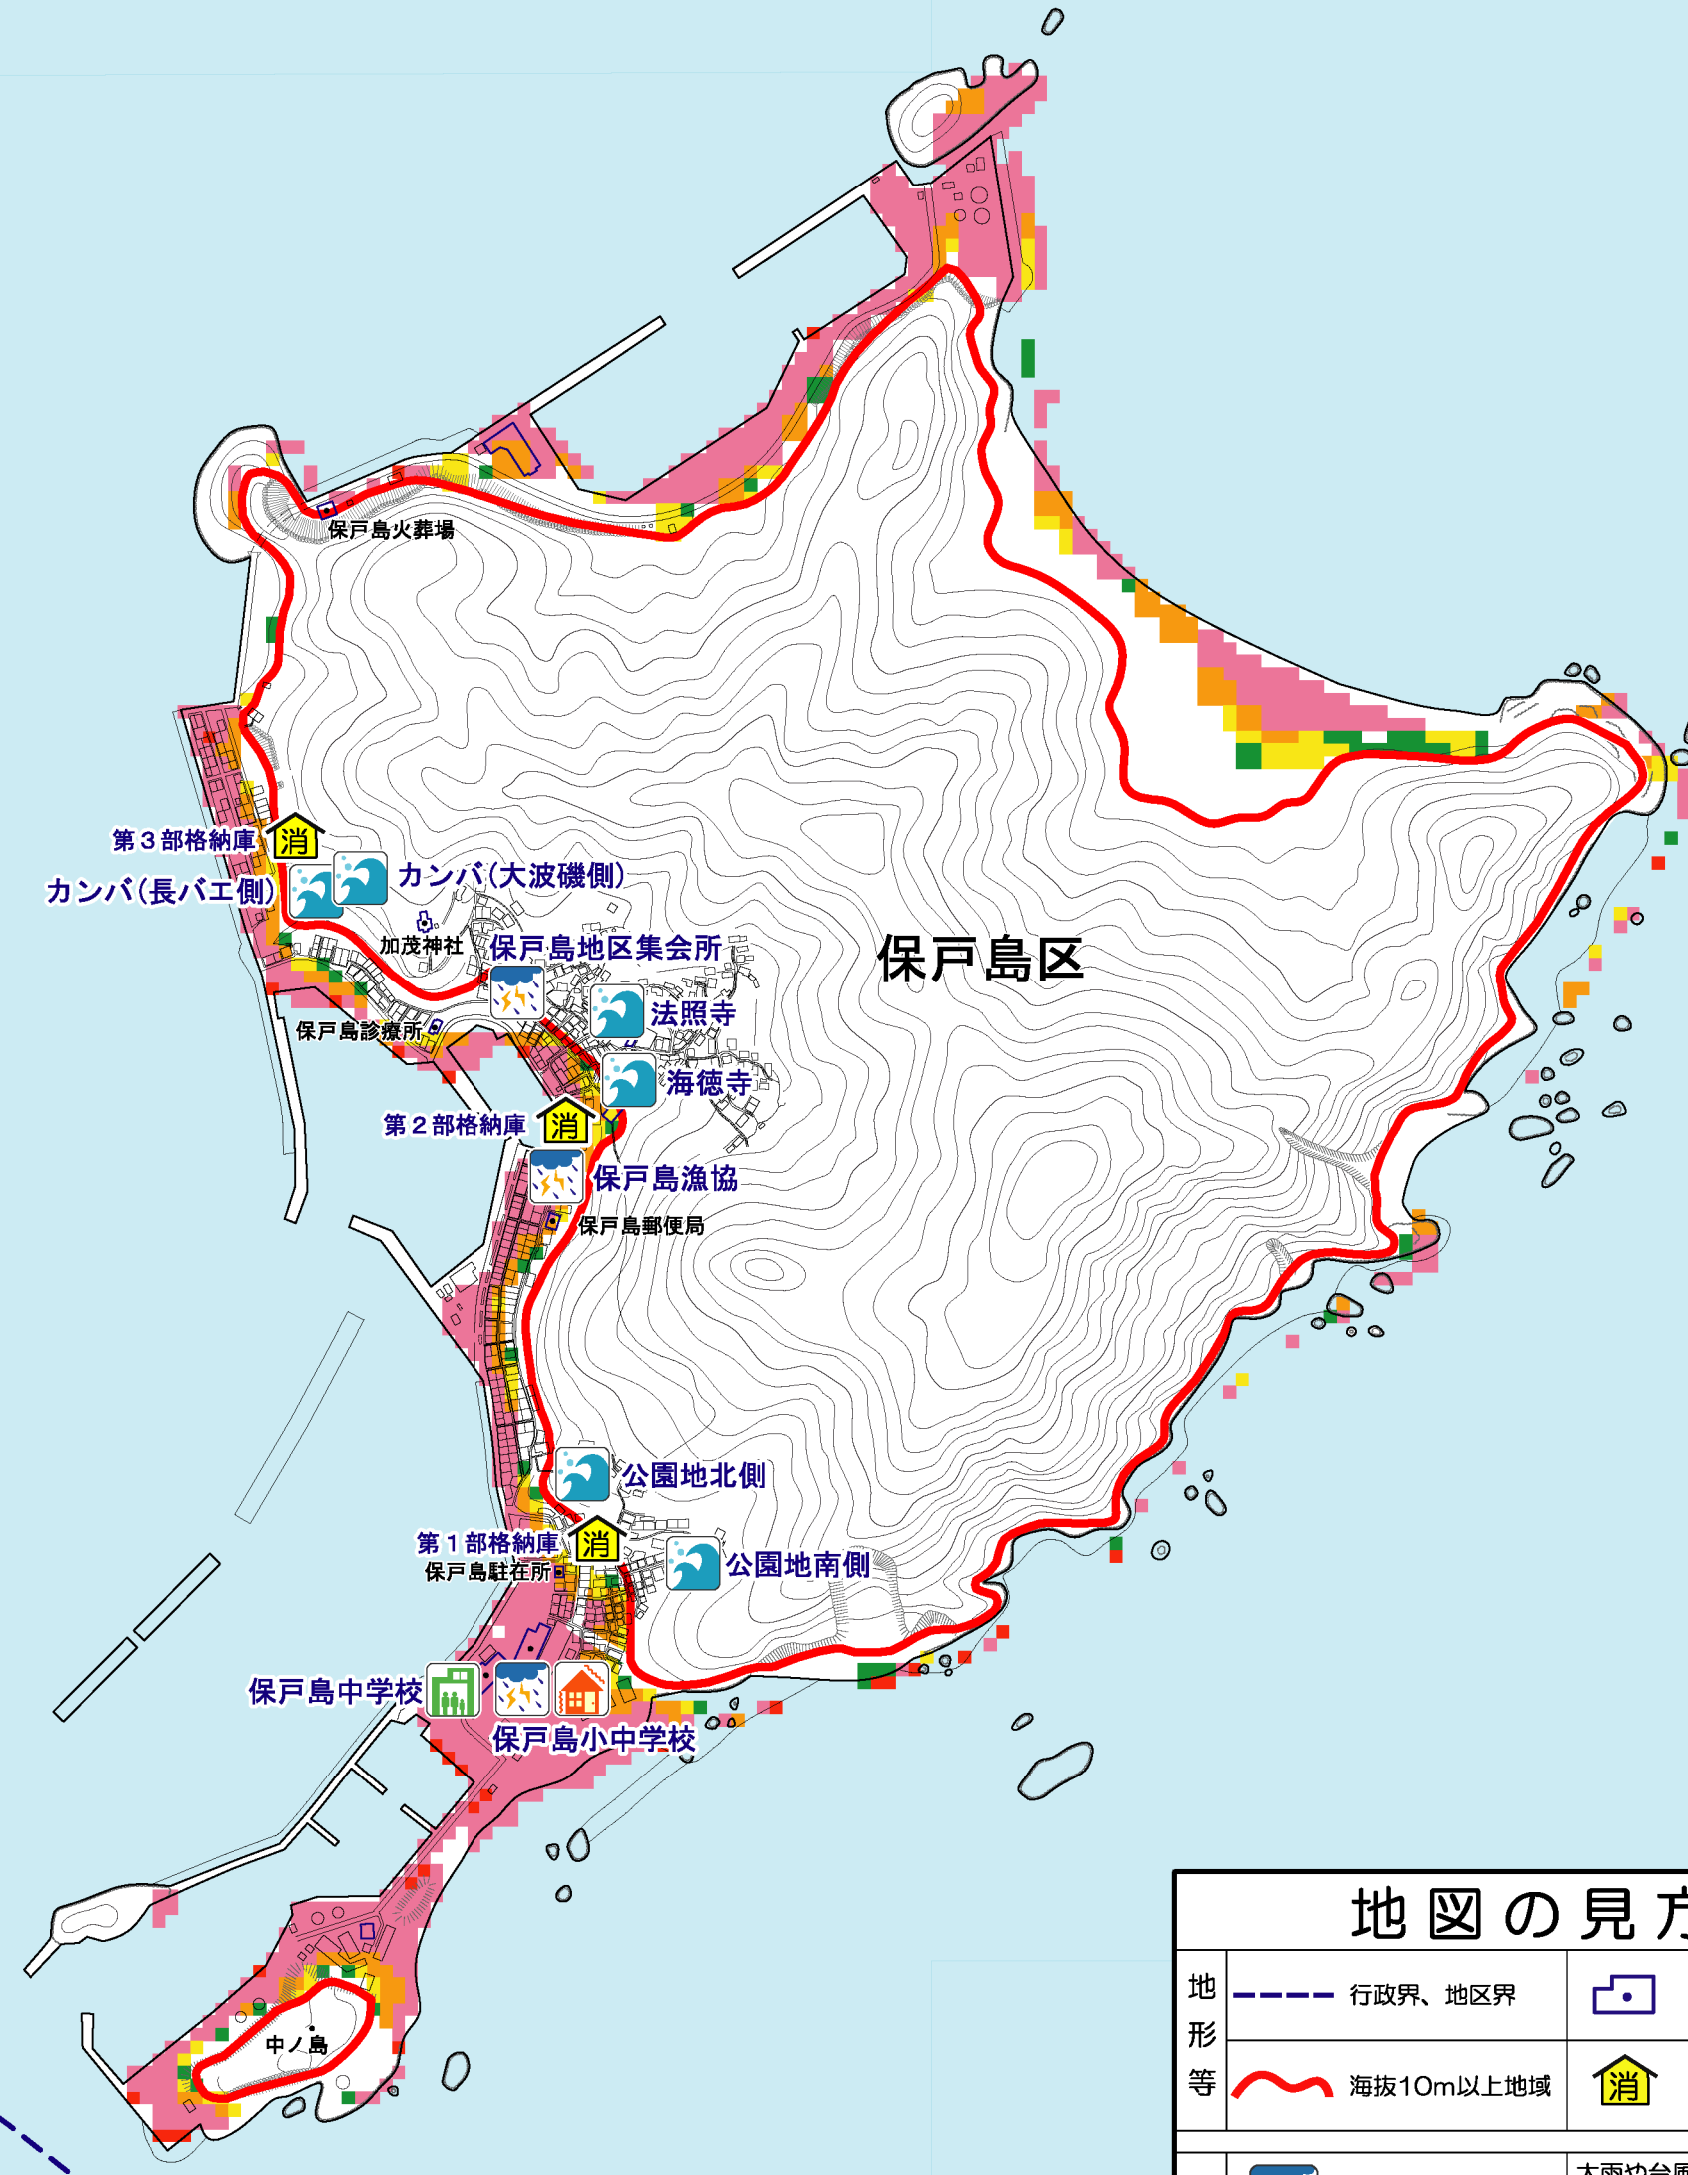 保戸島火葬場
第3部格納庫
消
カンバ(長バエ側)
カンバ(大波磯側)
加茂神社
保戸島地区集会所
保戸島区
法照寺
保戸島診療所
海徳寺
第2部格納庫
消
保戸島漁協
保戸島郵便局
公園地北側
第1部格納庫
消
保戸島駐在所
公園地南側
保戸島中学校
保戸島小中学校
中ノ島
地図の見方
地形等
行政界、地区界
海抜10m以上地域
消